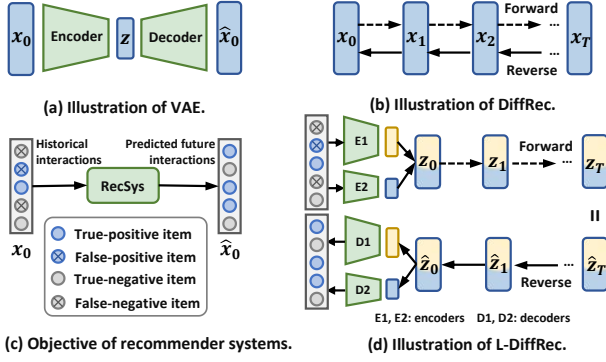 x₀
Encoder
z
Decoder
x̂₀
(a) Illustration of VAE.
Forward
x₀
x₁
x₂
...
x_T
...
Reverse
(b) Illustration of DiffRec.
Historical
interactions
Predicted future
interactions
RecSys
x₀
x̂₀
True-positive item
False-positive item
True-negative item
False-negative item
(c) Objective of recommender systems.
E1
E2
z₀
z₁
Forward
...
z_T
=
D1
D2
ẑ₀
ẑ₁
...
Reverse
ẑ_T
E1, E2: encoders D1, D2: decoders
(d) Illustration of L-DiffRec.